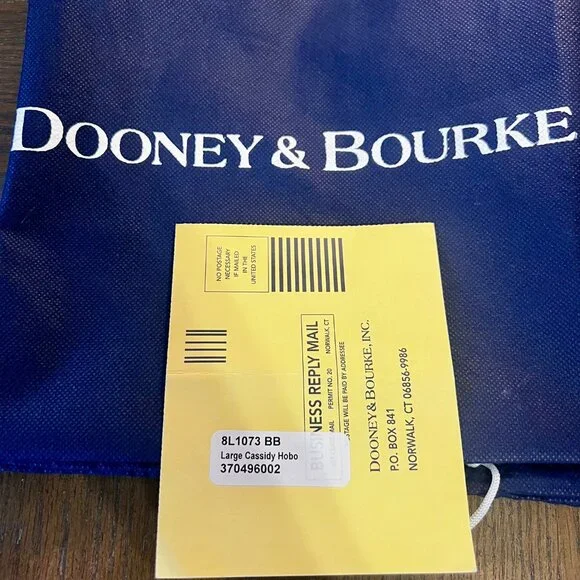 DOONEY & BOURKE
NO POSTAGE
NECESSARY
IF MAILED
IN THE
UNITED STATES
BUSINESS REPLY MAIL
MAIL PERMIT NO. 20 NORWALK, CT
POSTAGE WILL BE PAID BY ADDRESSEE
DOONEY & BOURKE, INC.
P.O. BOX 841
NORWALK, CT 06856-9986
8L1073 BB
Large Cassidy Hobo
370496002